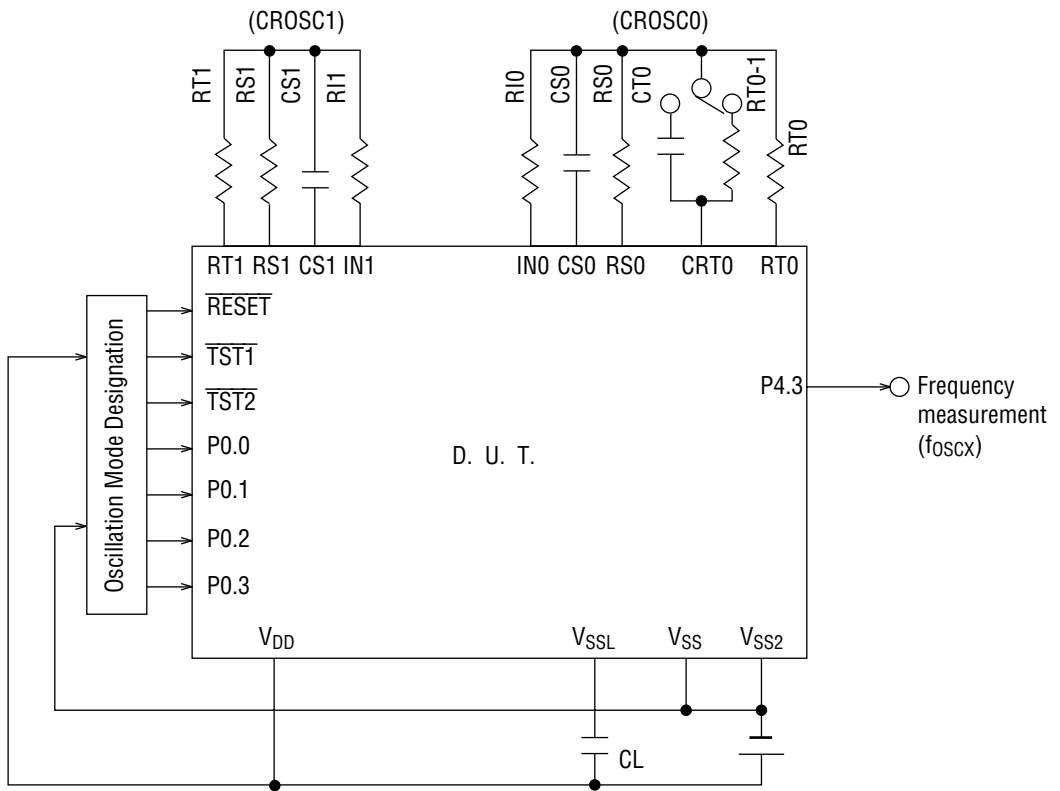 (CROSC1)
(CROSC0)
RT1
RS1
CS1
RI1
RI0
CS0
RS0
CT0
RT0-1
RT0
RT1 RS1 CS1 IN1
IN0 CS0 RS0 CRT0 RT0
Oscillation Mode Designation
RESET
TST1
TST2
P0.0
P0.1
P0.2
P0.3
D. U. T.
P4.3
Frequency
measurement
(fOSCX)
VDD
VSSL
VSS
VSS2
CL